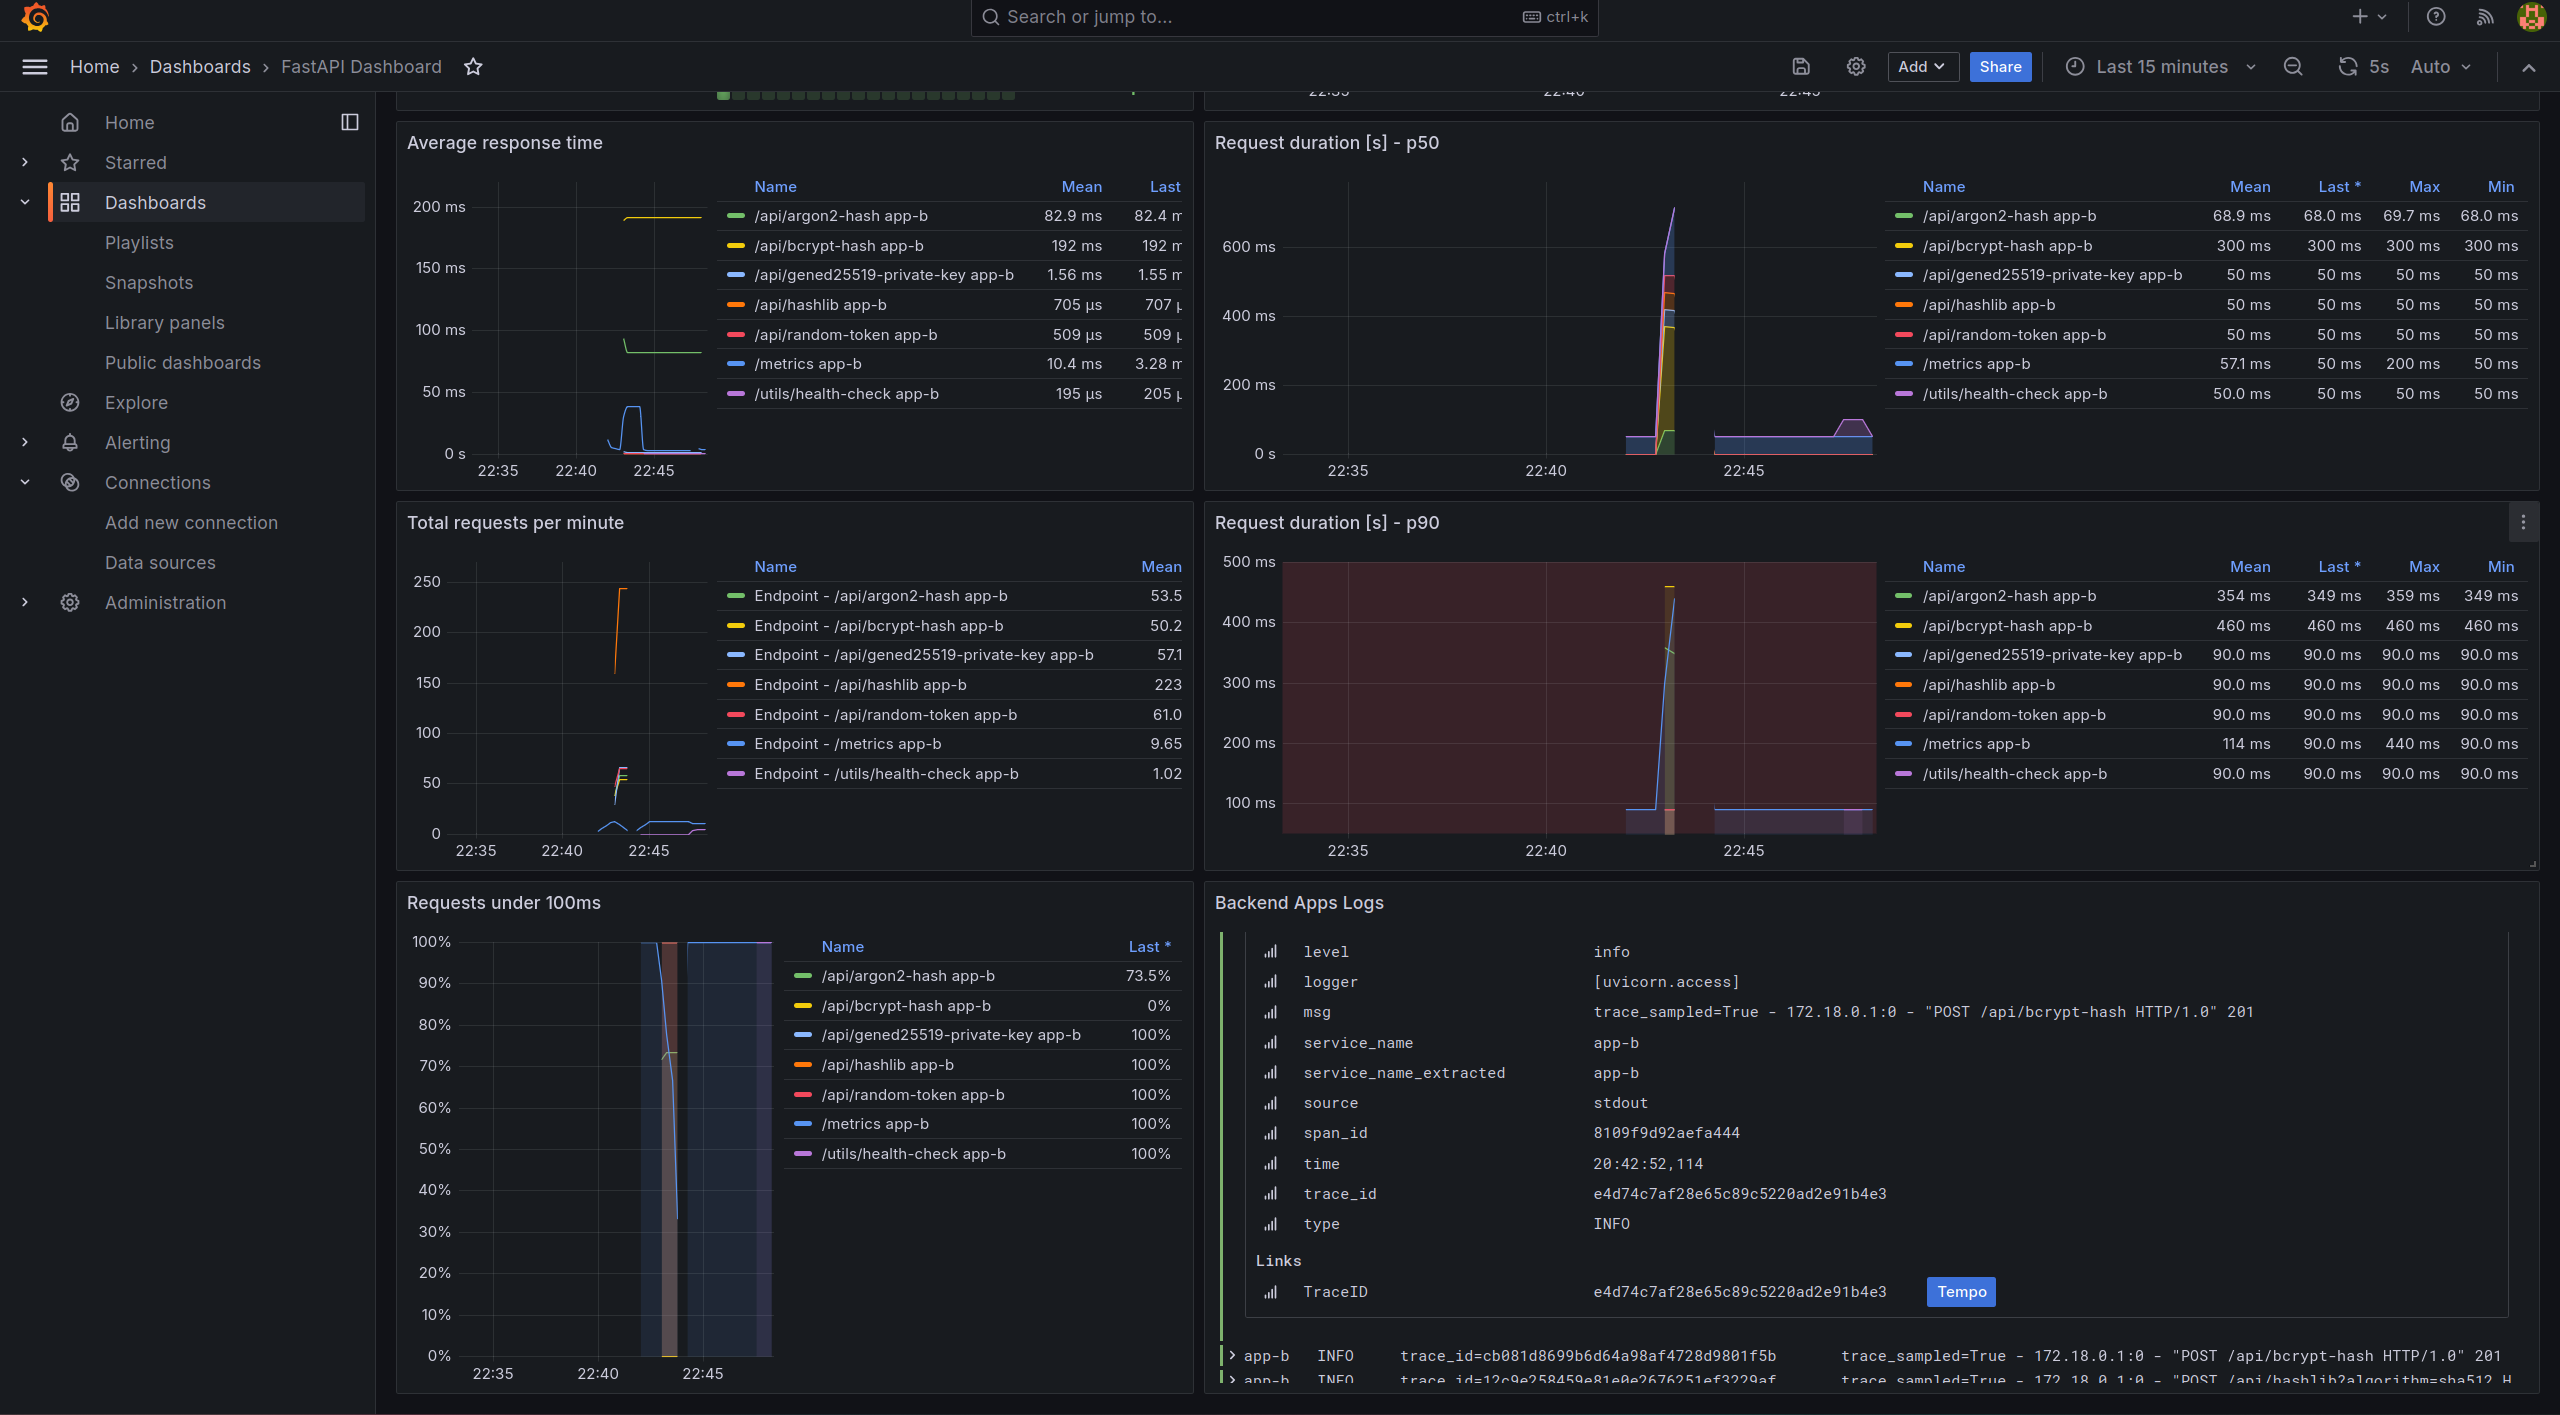 Search or jump to... ctrl+k
Home › Dashboards › FastAPI Dashboard Add Share Last 15 minutes 5s Auto
Home
Starred
Dashboards
Playlists
Snapshots
Library panels
Public dashboards
Explore
Alerting
Connections
Add new connection
Data sources
Administration
22:35 22:40 22:45
Average response time
200 ms
150 ms
100 ms
50 ms
0 s
22:35 22:40 22:45
Name Mean Last
/api/argon2-hash app-b 82.9 ms 82.4 m
/api/bcrypt-hash app-b 192 ms 192 m
/api/gened25519-private-key app-b 1.56 ms 1.55 m
/api/hashlib app-b 705 µs 707 µ
/api/random-token app-b 509 µs 509 µ
/metrics app-b 10.4 ms 3.28 m
/utils/health-check app-b 195 µs 205 µ
Request duration [s] - p50
600 ms
400 ms
200 ms
0 s
22:35 22:40 22:45
Name Mean Last * Max Min
/api/argon2-hash app-b 68.9 ms 68.0 ms 69.7 ms 68.0 ms
/api/bcrypt-hash app-b 300 ms 300 ms 300 ms 300 ms
/api/gened25519-private-key app-b 50 ms 50 ms 50 ms 50 ms
/api/hashlib app-b 50 ms 50 ms 50 ms 50 ms
/api/random-token app-b 50 ms 50 ms 50 ms 50 ms
/metrics app-b 57.1 ms 50 ms 200 ms 50 ms
/utils/health-check app-b 50.0 ms 50 ms 50 ms 50 ms
Total requests per minute
250
200
150
100
50
0
22:35 22:40 22:45
Name Mean
Endpoint - /api/argon2-hash app-b 53.5
Endpoint - /api/bcrypt-hash app-b 50.2
Endpoint - /api/gened25519-private-key app-b 57.1
Endpoint - /api/hashlib app-b 223
Endpoint - /api/random-token app-b 61.0
Endpoint - /metrics app-b 9.65
Endpoint - /utils/health-check app-b 1.02
Request duration [s] - p90
500 ms
400 ms
300 ms
200 ms
100 ms
22:35 22:40 22:45
Name Mean Last * Max Min
/api/argon2-hash app-b 354 ms 349 ms 359 ms 349 ms
/api/bcrypt-hash app-b 460 ms 460 ms 460 ms 460 ms
/api/gened25519-private-key app-b 90.0 ms 90.0 ms 90.0 ms 90.0 ms
/api/hashlib app-b 90.0 ms 90.0 ms 90.0 ms 90.0 ms
/api/random-token app-b 90.0 ms 90.0 ms 90.0 ms 90.0 ms
/metrics app-b 114 ms 90.0 ms 440 ms 90.0 ms
/utils/health-check app-b 90.0 ms 90.0 ms 90.0 ms 90.0 ms
Requests under 100ms
100%
90%
80%
70%
60%
50%
40%
30%
20%
10%
0%
22:35 22:40 22:45
Name Last *
/api/argon2-hash app-b 73.5%
/api/bcrypt-hash app-b 0%
/api/gened25519-private-key app-b 100%
/api/hashlib app-b 100%
/api/random-token app-b 100%
/metrics app-b 100%
/utils/health-check app-b 100%
Backend Apps Logs
level info
logger [uvicorn.access]
msg trace_sampled=True - 172.18.0.1:0 - "POST /api/bcrypt-hash HTTP/1.0" 201
service_name app-b
service_name_extracted app-b
source stdout
span_id 8109f9d92aefa444
time 20:42:52,114
trace_id e4d74c7af28e65c89c5220ad2e91b4e3
type INFO
Links
TraceID e4d74c7af28e65c89c5220ad2e91b4e3 Tempo
app-b INFO trace_id=cb081d8699b6d64a98af4728d9801f5b trace_sampled=True - 172.18.0.1:0 - "POST /api/bcrypt-hash HTTP/1.0" 201
app-b INFO trace_id=12c9e258459e81e0e2676251ef3229af trace_sampled=True - 172.18.0.1:0 - "POST /api/hashlib?algorithm=sha512 H